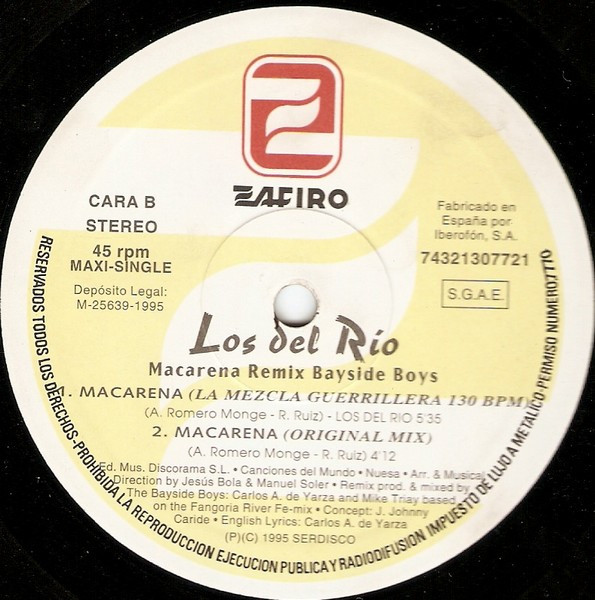 ZAFIRO
CARA B
STEREO
45 rpm
MAXI-SINGLE
Depósito Legal:
M-25639-1995
Fabricado en
España por
Iberofón, S.A.
74321307721
S.G.A.E.
Los del Río
Macarena Remix Bayside Boys
1. MACARENA (LA MEZCLA GUERRILLERA 130 BPM)
(A. Romero Monge - R. Ruiz) - LOS DEL RIO 5'35
2. MACARENA (ORIGINAL MIX)
(A. Romero Monge - R. Ruiz) 4'12
Ed. Mus. Discorama S.L. • Canciones del Mundo • Nuesa • Arr. & Musical
Direction by Jesús Bola & Manuel Soler • Remix prod. & mixed by
The Bayside Boys: Carlos A. de Yarza and Mike Triay based
on the Fangoria River Fe-mix • Concept: J. Johnny
Caride • English Lyrics: Carlos A. de Yarza
(P)(C) 1995 SERDISCO
RESERVADOS TODOS LOS DERECHOS-PROHIBIDA LA REPRODUCCION EJECUCION PUBLICA Y RADIODIFUSION IMPUESTO DE LUJO A METALICO-PERMISO NUMERO 7770